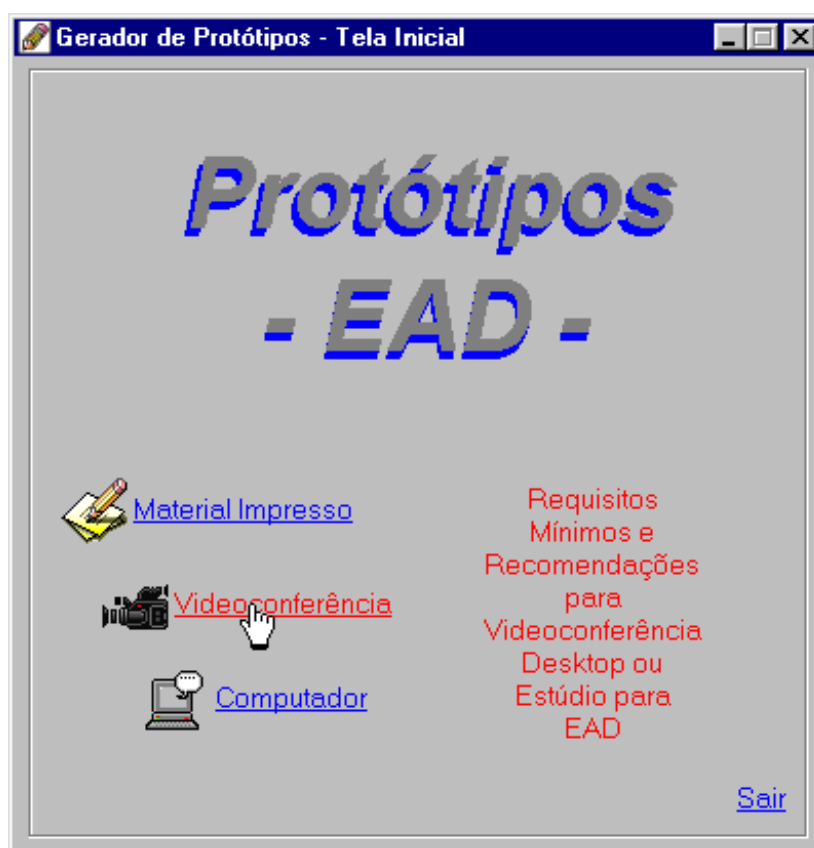 Gerador de Protótipos - Tela Inicial
Protótipos
- EAD -
Material Impresso
Videoconferência
Computador
Requisitos
Mínimos e
Recomendações
para
Videoconferência
Desktop ou
Estúdio para
EAD
Sair